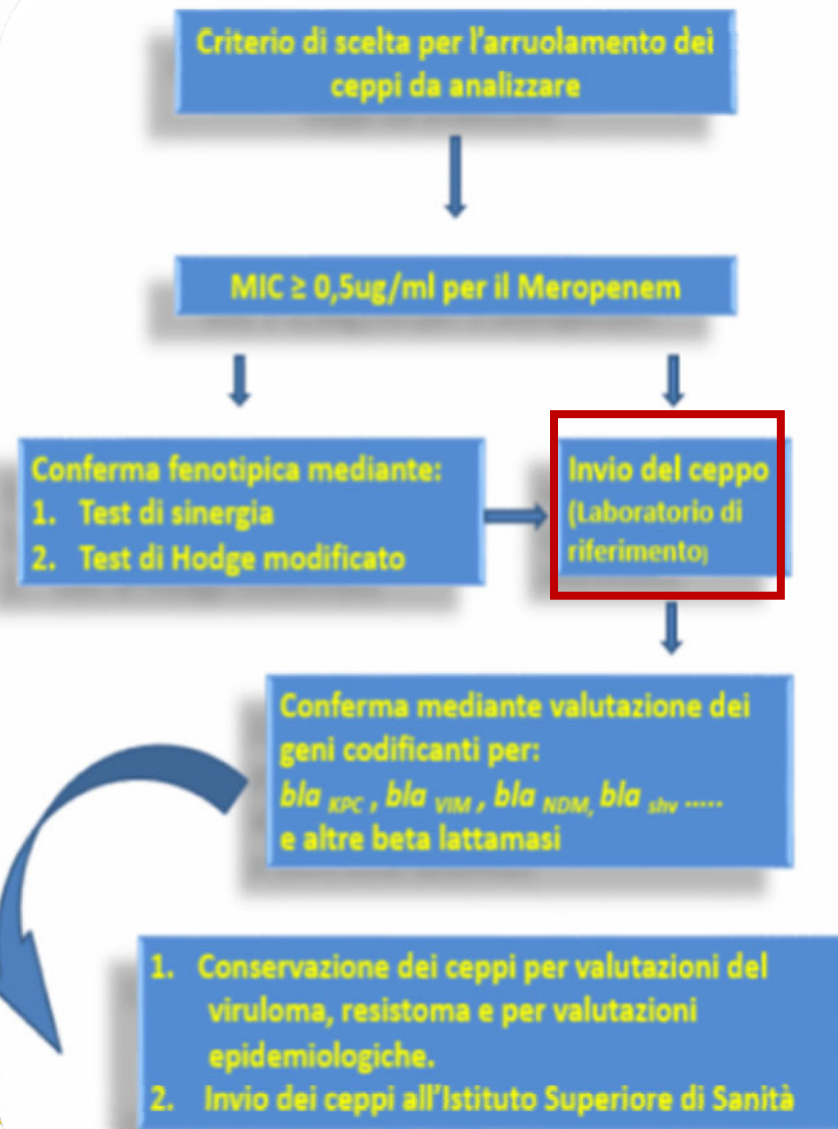 Criterio di scelta per l'arruolamento dei
ceppi da analizzare
MIC ≥ 0,5ug/ml per il Meropenem
Conferma fenotipica mediante:
1. Test di sinergia
2. Test di Hodge modificato
Invio del ceppo
(Laboratorio di
riferimento)
Conferma mediante valutazione dei
geni codificanti per:
bla KPC , bla VIM , bla NDM, bla shv .....
e altre beta lattamasi
1. Conservazione dei ceppi per valutazioni del
viruloma, resistoma e per valutazioni
epidemiologiche.
2. Invio dei ceppi all'Istituto Superiore di Sanità